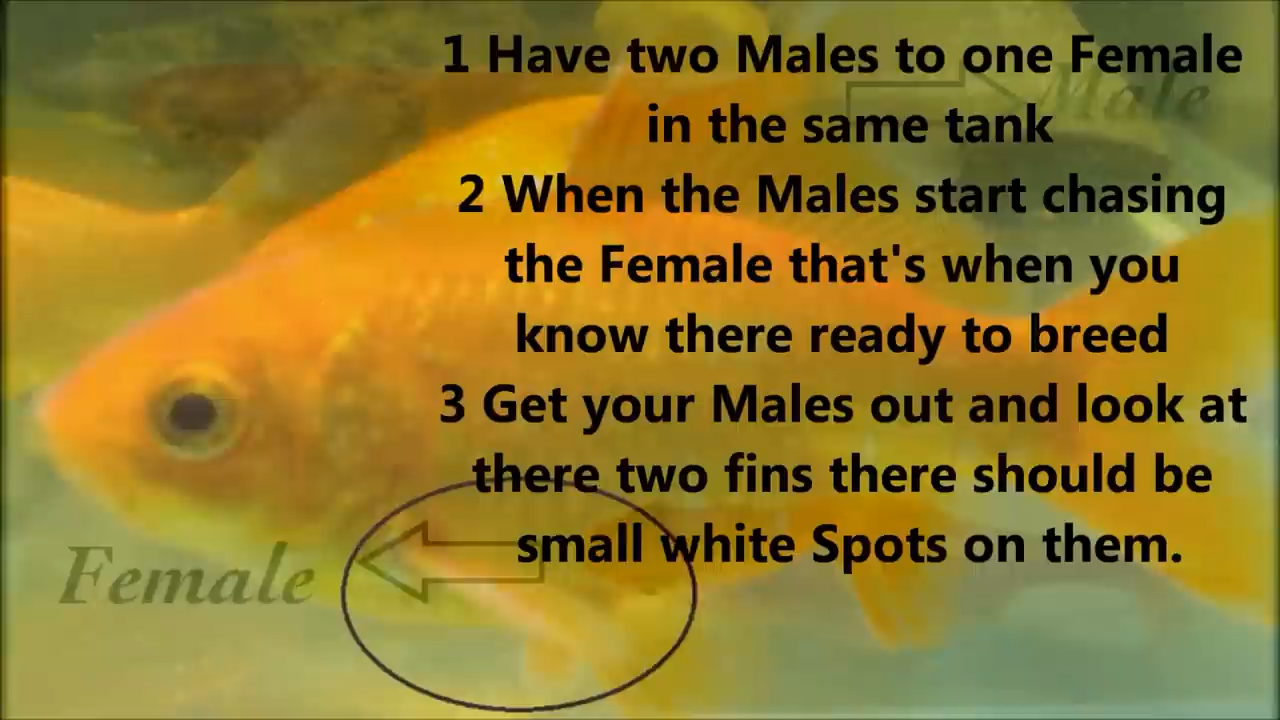 1 Have two Males to one Female
in the same tank
2 When the Males start chasing
the Female that's when you
know there ready to breed
3 Get your Males out and look at
there two fins there should be
small white Spots on them.
Male
Female